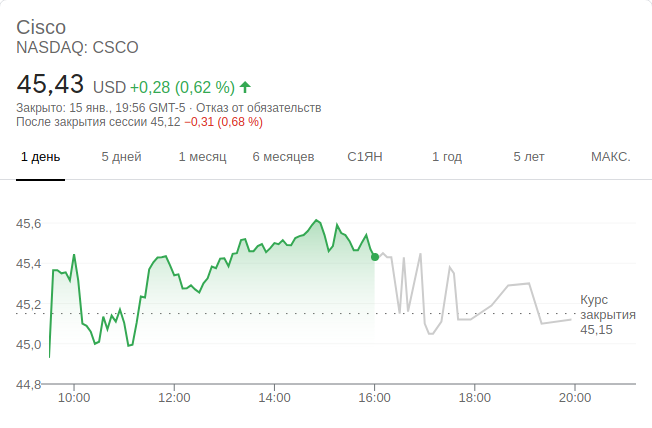 Cisco
NASDAQ: CSCO
45,43 USD +0,28 (0,62 %)
Закрыто: 15 янв., 19:56 GMT-5 · Отказ от обязательств
После закрытия сессии 45,12 −0,31 (0,68 %)
1 день 5 дней 1 месяц 6 месяцев С1ЯН 1 год 5 лет МАКС.
45,6
45,4
45,2
45,0
44,8
Курс
закрытия
45,15
10:00 12:00 14:00 16:00 18:00 20:00